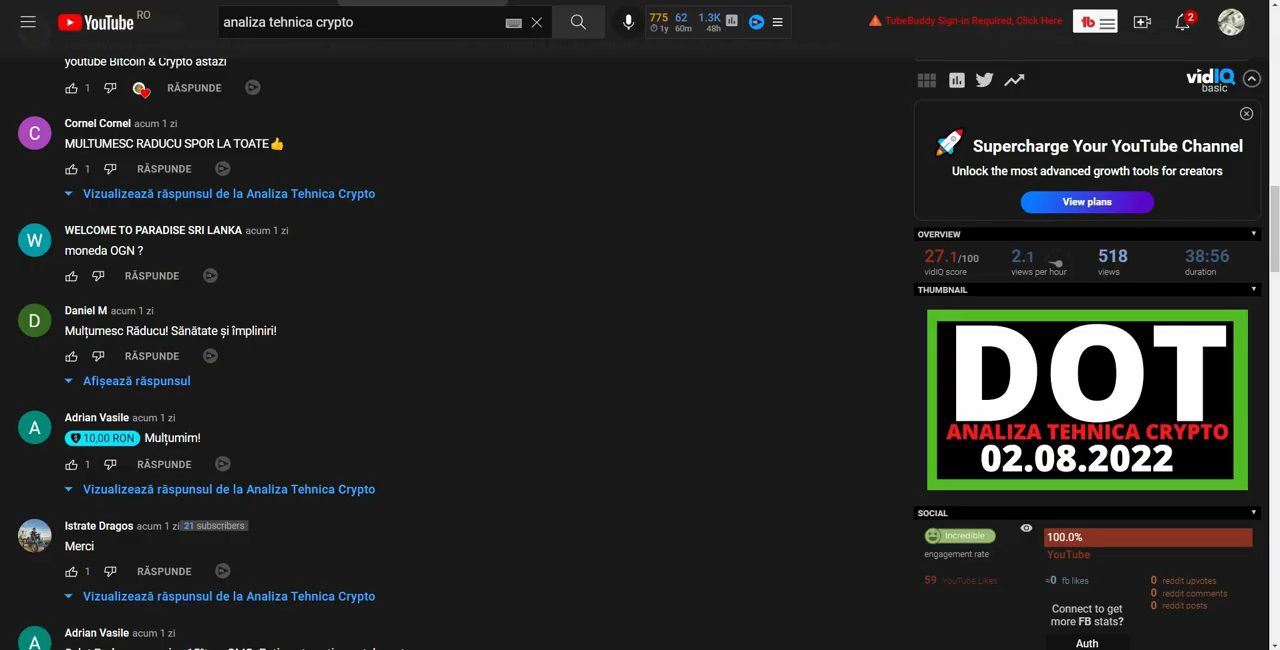 YouTube RO
analiza tehnica crypto
775 62 1.3K
1y 60m 48h
TubeBuddy Sign-in Required, Click Here
tb
2
youtube Bitcoin & Crypto astazi
1 RĂSPUNDE
C
Cornel Cornel acum 1 zi
MULTUMESC RADUCU SPOR LA TOATE👍
1 RĂSPUNDE
Vizualizează răspunsul de la Analiza Tehnica Crypto
W
WELCOME TO PARADISE SRI LANKA acum 1 zi
moneda OGN ?
RĂSPUNDE
D
Daniel M acum 1 zi
Mulțumesc Răducu! Sănătate și împliniri!
RĂSPUNDE
Afișează răspunsul
A
Adrian Vasile acum 1 zi
10,00 RON Mulțumim!
1 RĂSPUNDE
Vizualizează răspunsul de la Analiza Tehnica Crypto
Istrate Dragos acum 1 zi 21 subscribers
Merci
1 RĂSPUNDE
Vizualizează răspunsul de la Analiza Tehnica Crypto
A
Adrian Vasile acum 1 zi
vidIQ
basic
Supercharge Your YouTube Channel
Unlock the most advanced growth tools for creators
View plans
OVERVIEW
27.1/100 2.1 518 38:56
vidIQ score views per hour views duration
THUMBNAIL
DOT
ANALIZA TEHNICA CRYPTO
02.08.2022
SOCIAL
Incredible 100.0%
engagement rate YouTube
59 YouTube Likes ≈0 fb likes 0 reddit upvotes
0 reddit comments
0 reddit posts
Connect to get
more FB stats?
Auth